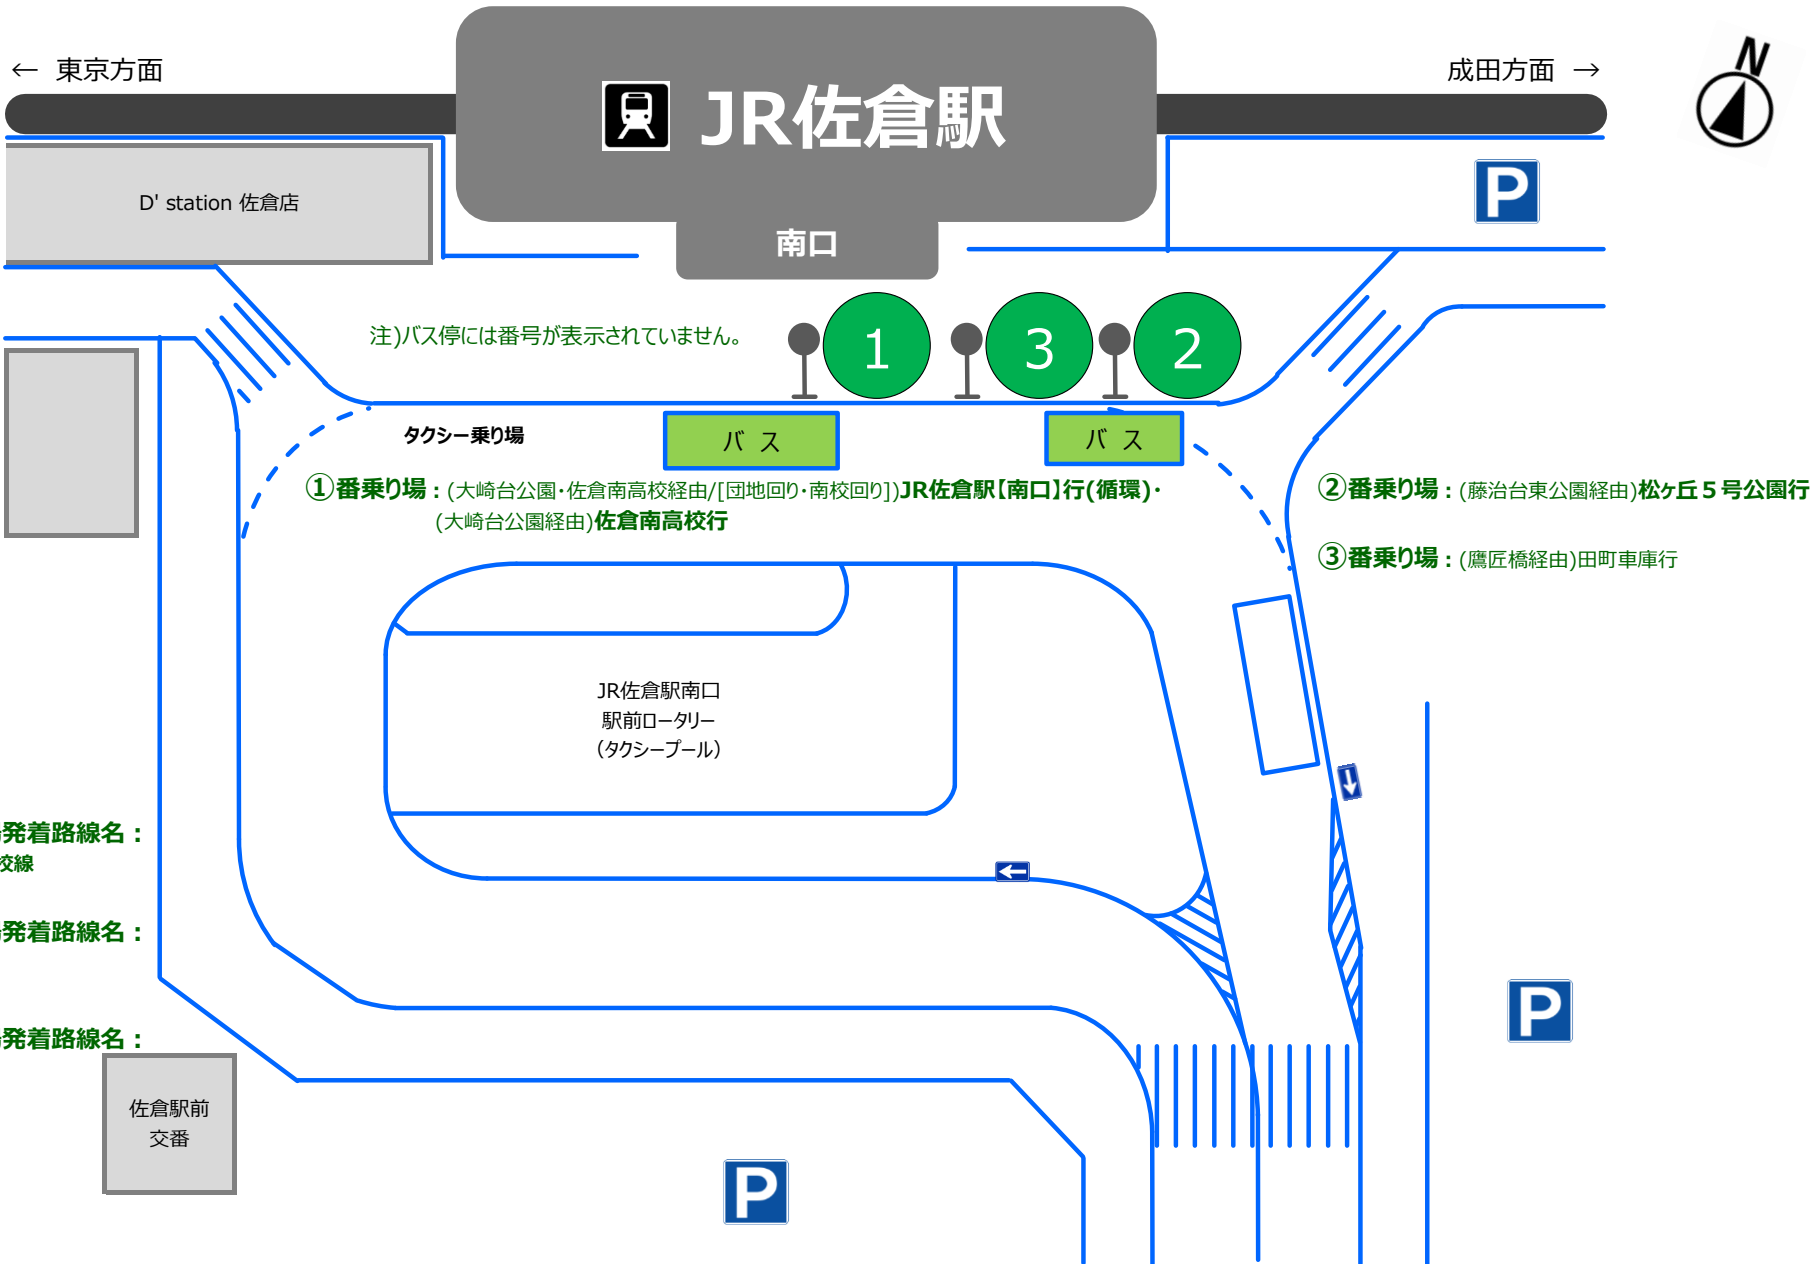 ← 東京方面
成田方面 →
N
JR佐倉駅
D' station 佐倉店
P
南口
注)バス停には番号が表示されていません。
1
3
2
タクシー乗り場
バ ス
バ ス
①番乗り場：(大崎台公園・佐倉南高校経由/[団地回り・南校回り])JR佐倉駅【南口】行(循環)・
(大崎台公園経由)佐倉南高校行
②番乗り場：(藤治台東公園経由)松ヶ丘５号公園行
③番乗り場：(鷹匠橋経由)田町車庫行
JR佐倉駅南口
駅前ロータリー
（タクシープール）
発着路線名：
校線
発着路線名：
発着路線名：
P
佐倉駅前
交番
P